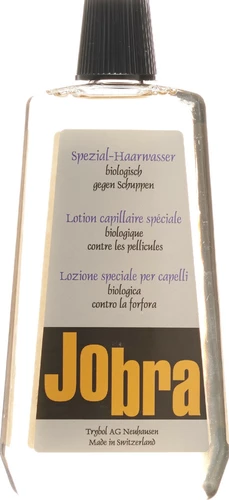 Spezial-Haarwasser
biologisch
gegen Schuppen
Lotion capillaire spéciale
biologique
contre les pellicules
Lozione speciale per capelli
biologica
contro la forfora
Jobra
Trybol AG Neuhausen
Made in Switzerland